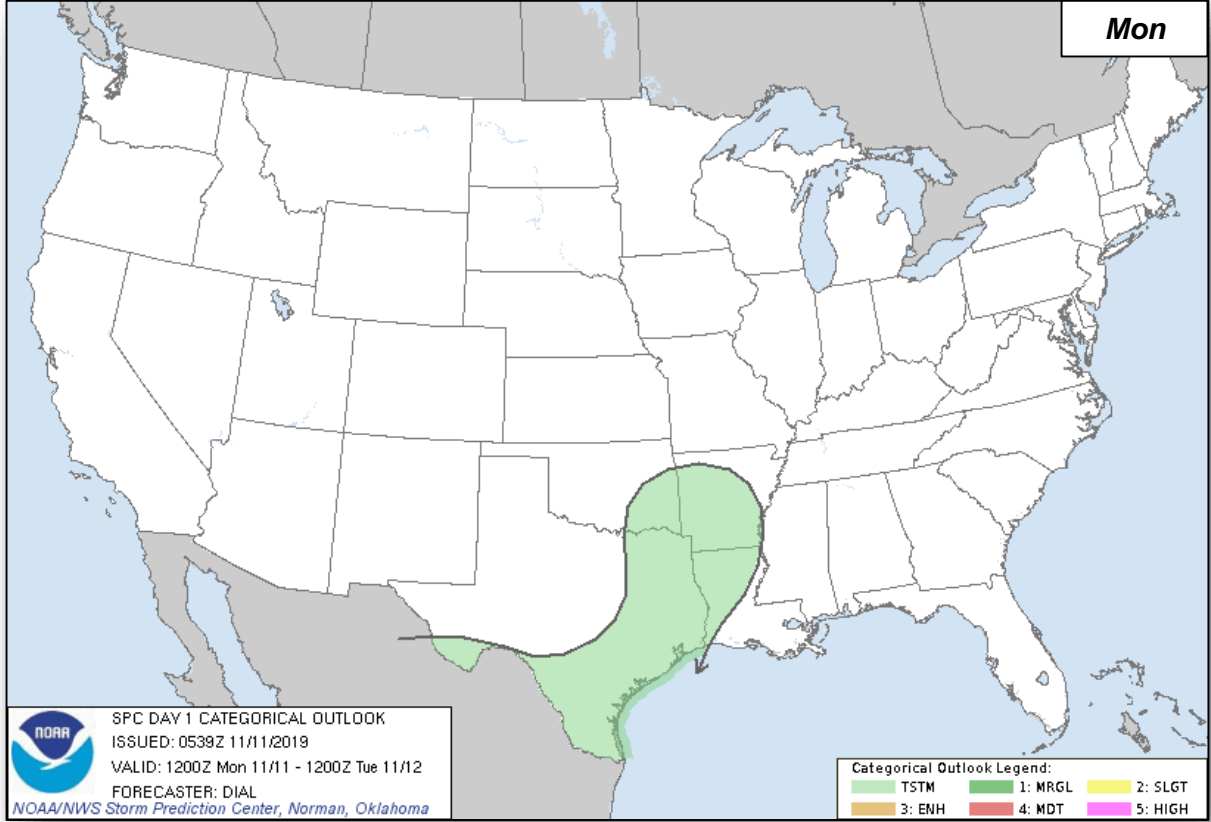 Mon
NOAA
SPC DAY 1 CATEGORICAL OUTLOOK
ISSUED: 0539Z 11/11/2019
VALID: 1200Z Mon 11/11 - 1200Z Tue 11/12
FORECASTER: DIAL
NOAA/NWS Storm Prediction Center, Norman, Oklahoma
Categorical Outlook Legend:
TSTM 1: MRGL 2: SLGT
3: ENH 4: MDT 5: HIGH